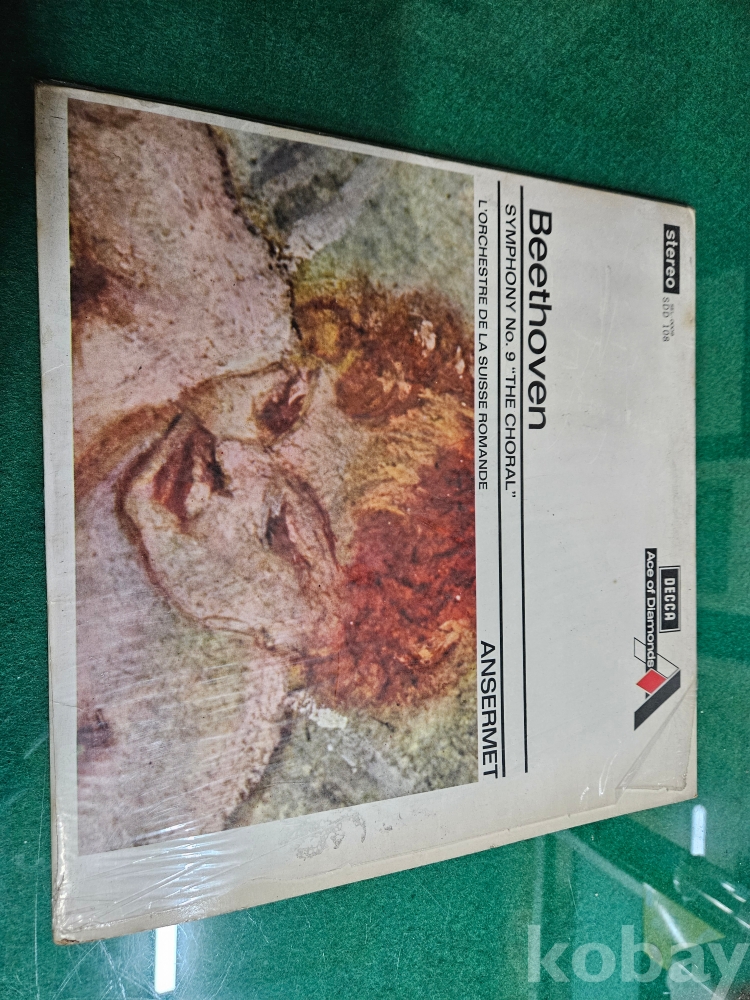 stereo
SDD 108
DECCA
Ace of Diamonds
Beethoven
SYMPHONY No. 9 "THE CHORAL"
L'ORCHESTRE DE LA SUISSE ROMANDE
ANSERMET
kobay